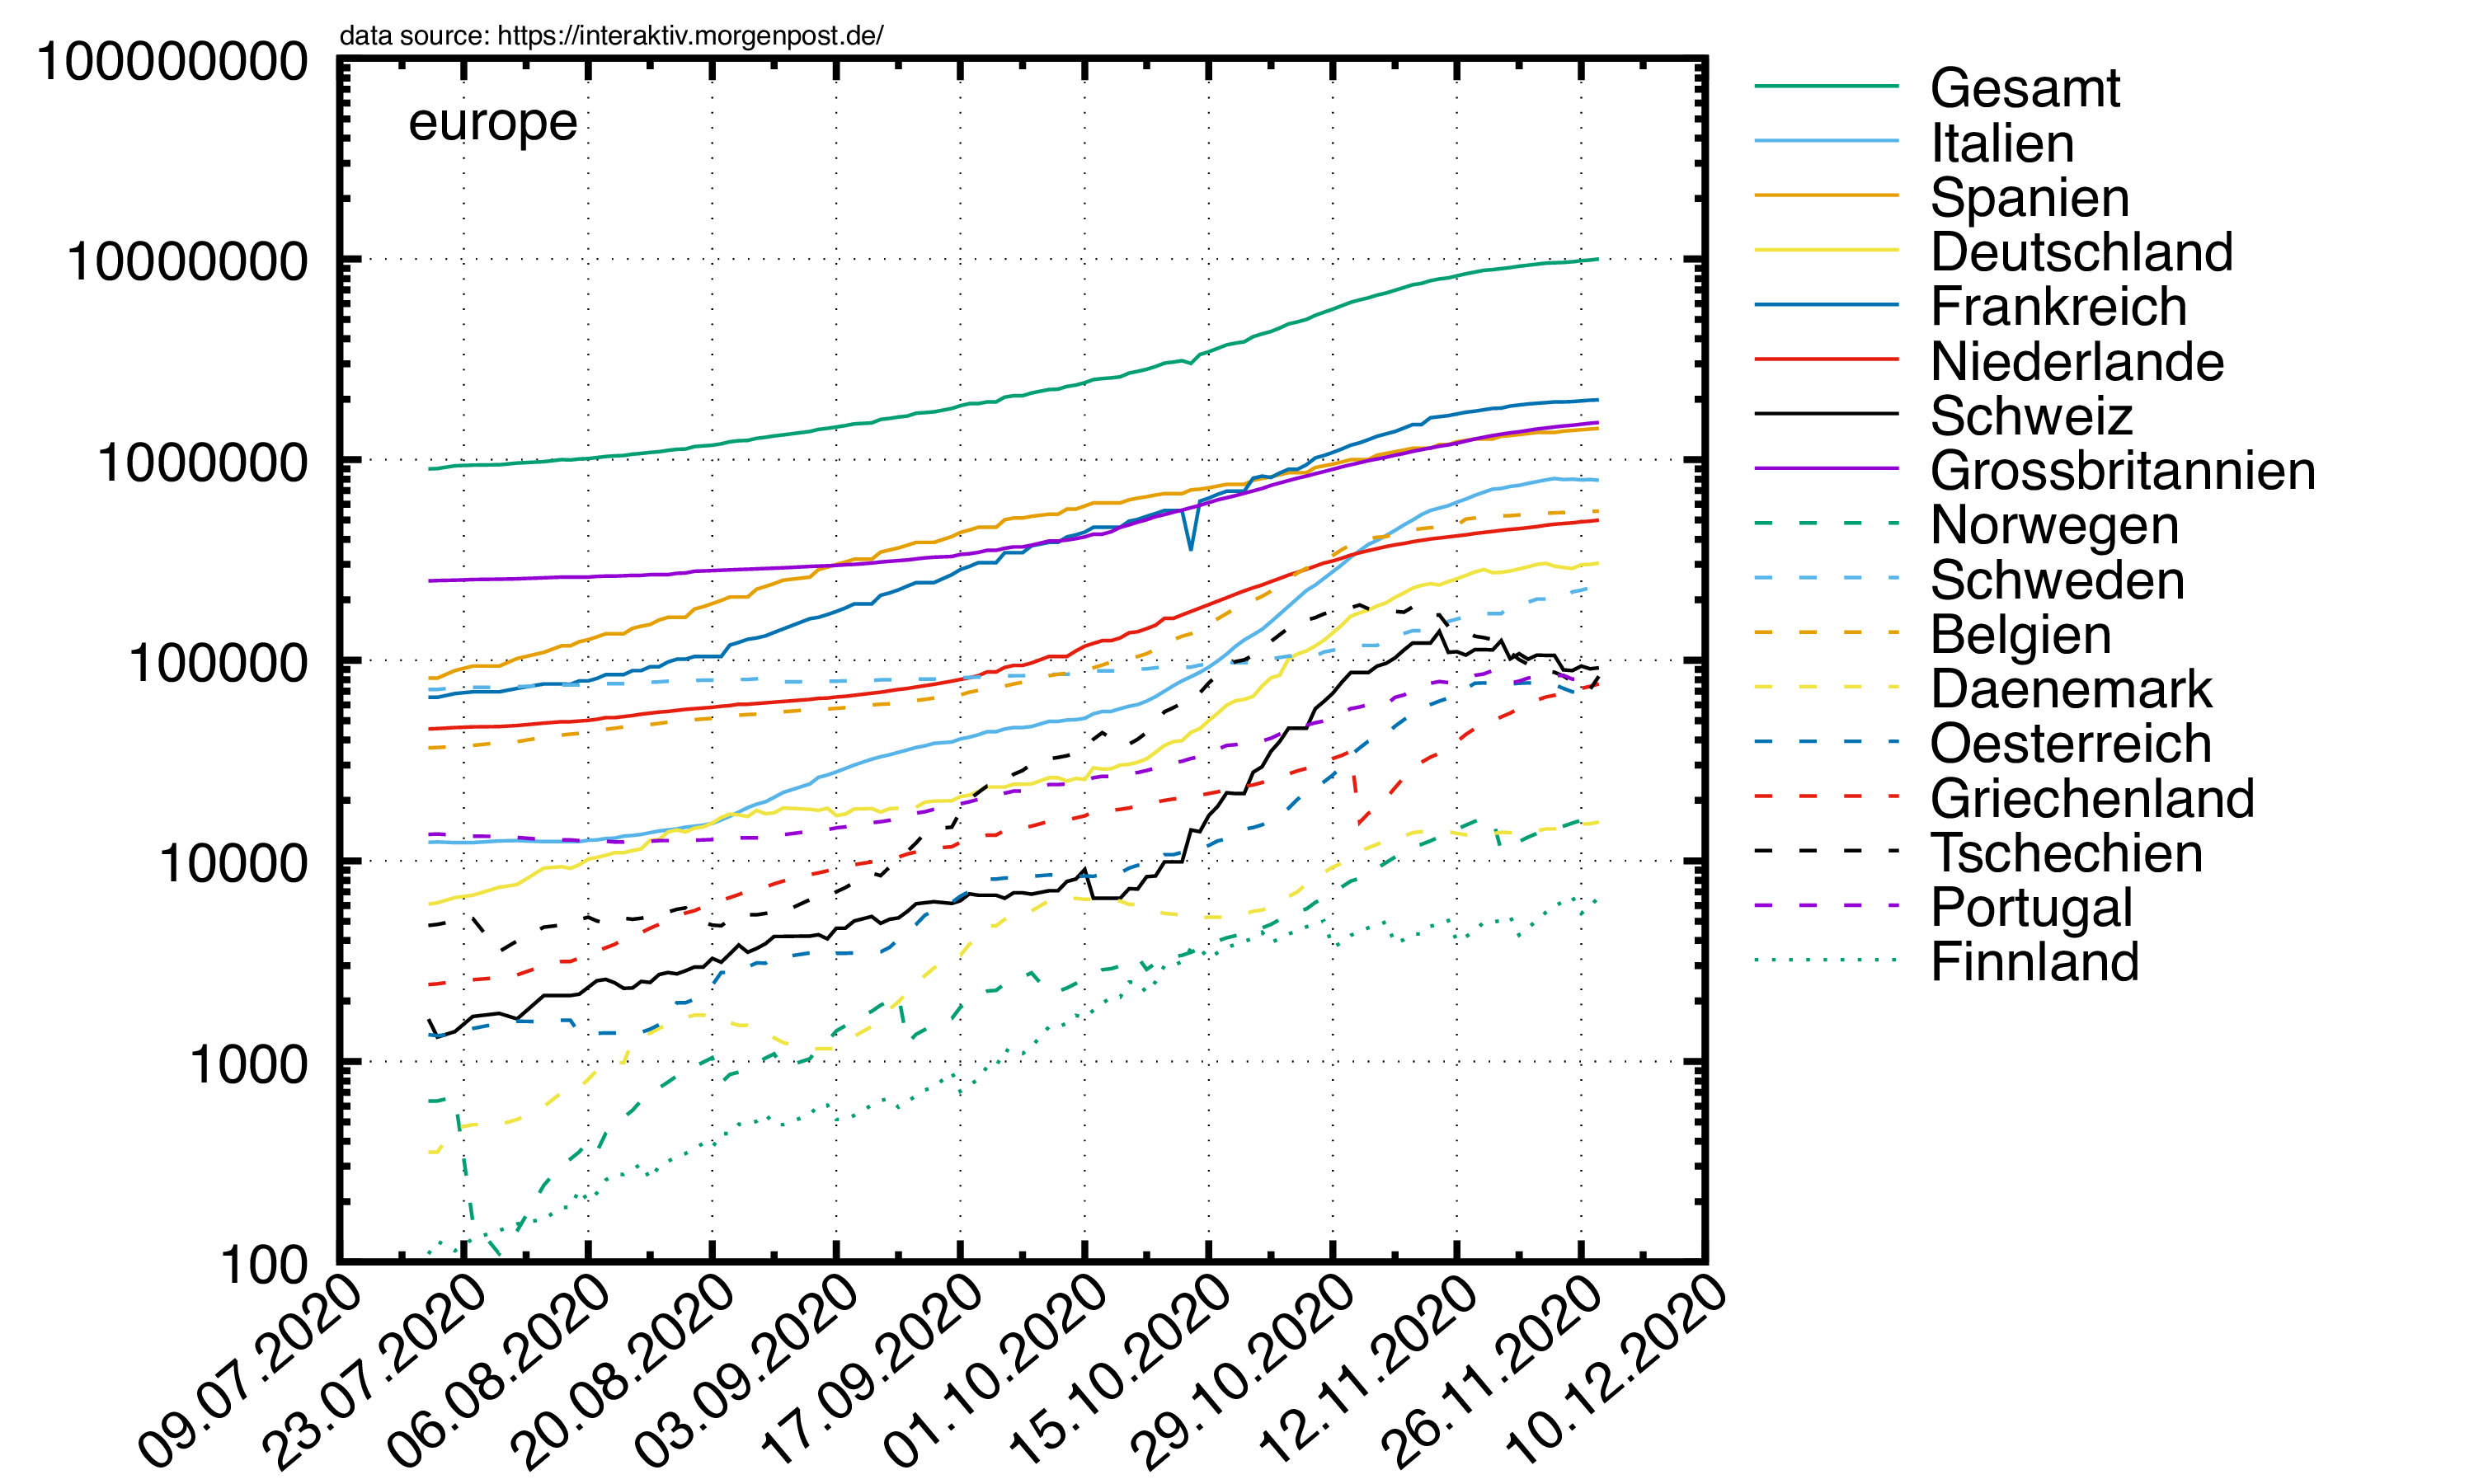 data source: https://interaktiv.morgenpost.de/
europe
100000000
10000000
1000000
100000
10000
1000
100
09.07.2020
23.07.2020
06.08.2020
20.08.2020
03.09.2020
17.09.2020
01.10.2020
15.10.2020
29.10.2020
12.11.2020
26.11.2020
10.12.2020
Gesamt
Italien
Spanien
Deutschland
Frankreich
Niederlande
Schweiz
Grossbritannien
Norwegen
Schweden
Belgien
Daenemark
Oesterreich
Griechenland
Tschechien
Portugal
Finnland